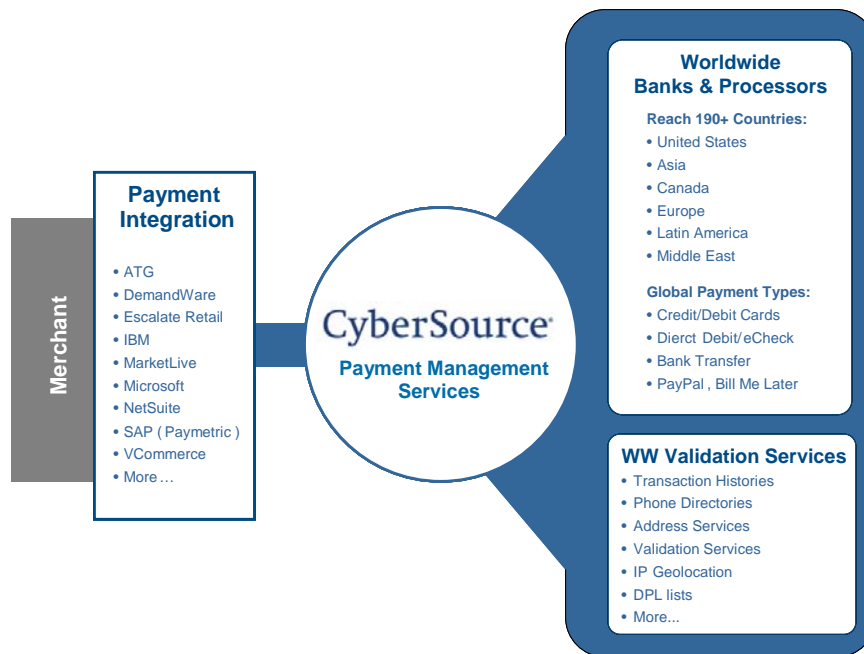 Merchant
Payment
Integration
• ATG
• DemandWare
• Escalate Retail
• IBM
• MarketLive
• Microsoft
• NetSuite
• SAP ( Paymetric )
• VCommerce
• More ...
CyberSource®
Payment Management
Services
Worldwide
Banks & Processors
Reach 190+ Countries:
• United States
• Asia
• Canada
• Europe
• Latin America
• Middle East
Global Payment Types:
• Credit/Debit Cards
• Dierct Debit/eCheck
• Bank Transfer
• PayPal , Bill Me Later
WW Validation Services
• Transaction Histories
• Phone Directories
• Address Services
• Validation Services
• IP Geolocation
• DPL lists
• More...